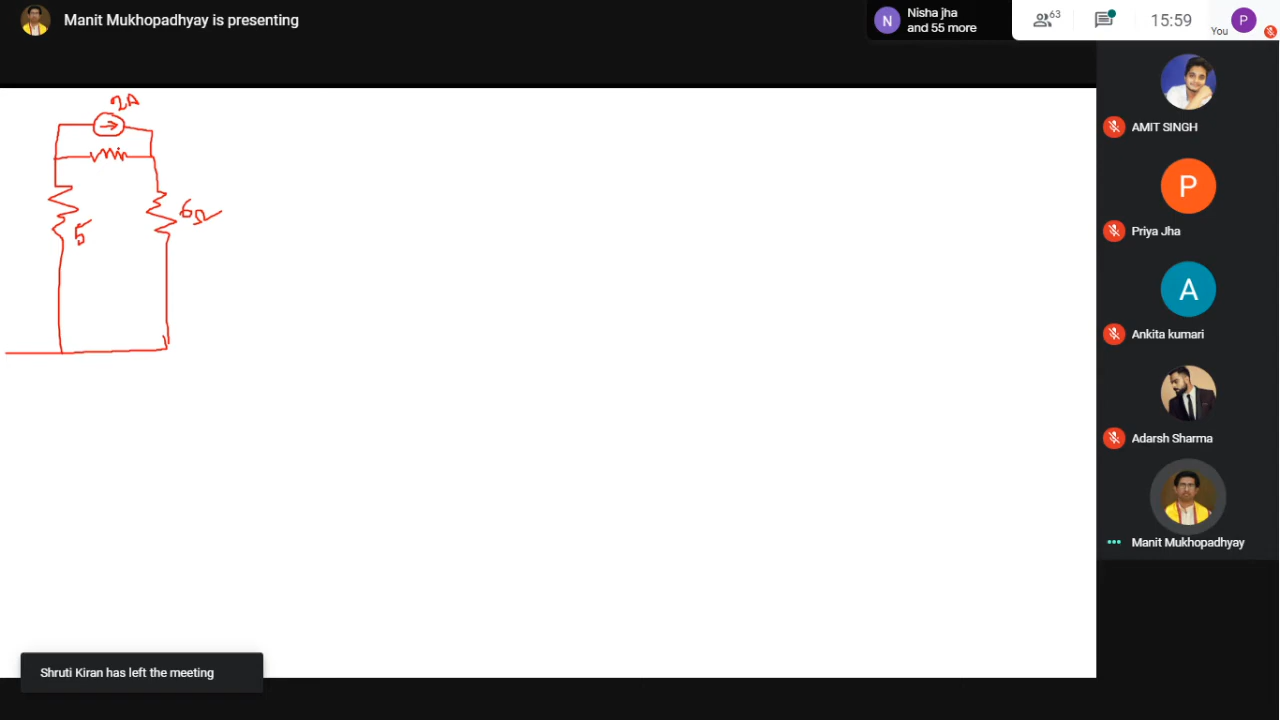 Manit Mukhopadhyay is presenting
Nisha jha
and 55 more
N
63
15:59
You
P
2A
5
6Ω
AMIT SINGH
P
Priya Jha
A
Ankita kumari
Adarsh Sharma
Manit Mukhopadhyay
Shruti Kiran has left the meeting